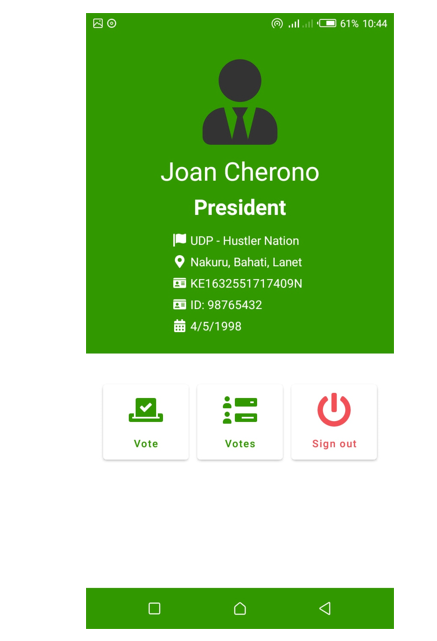 61% 10:44
Joan Cherono
President
UDP - Hustler Nation
Nakuru, Bahati, Lanet
KE1632551717409N
ID: 98765432
4/5/1998
Vote Votes Sign out